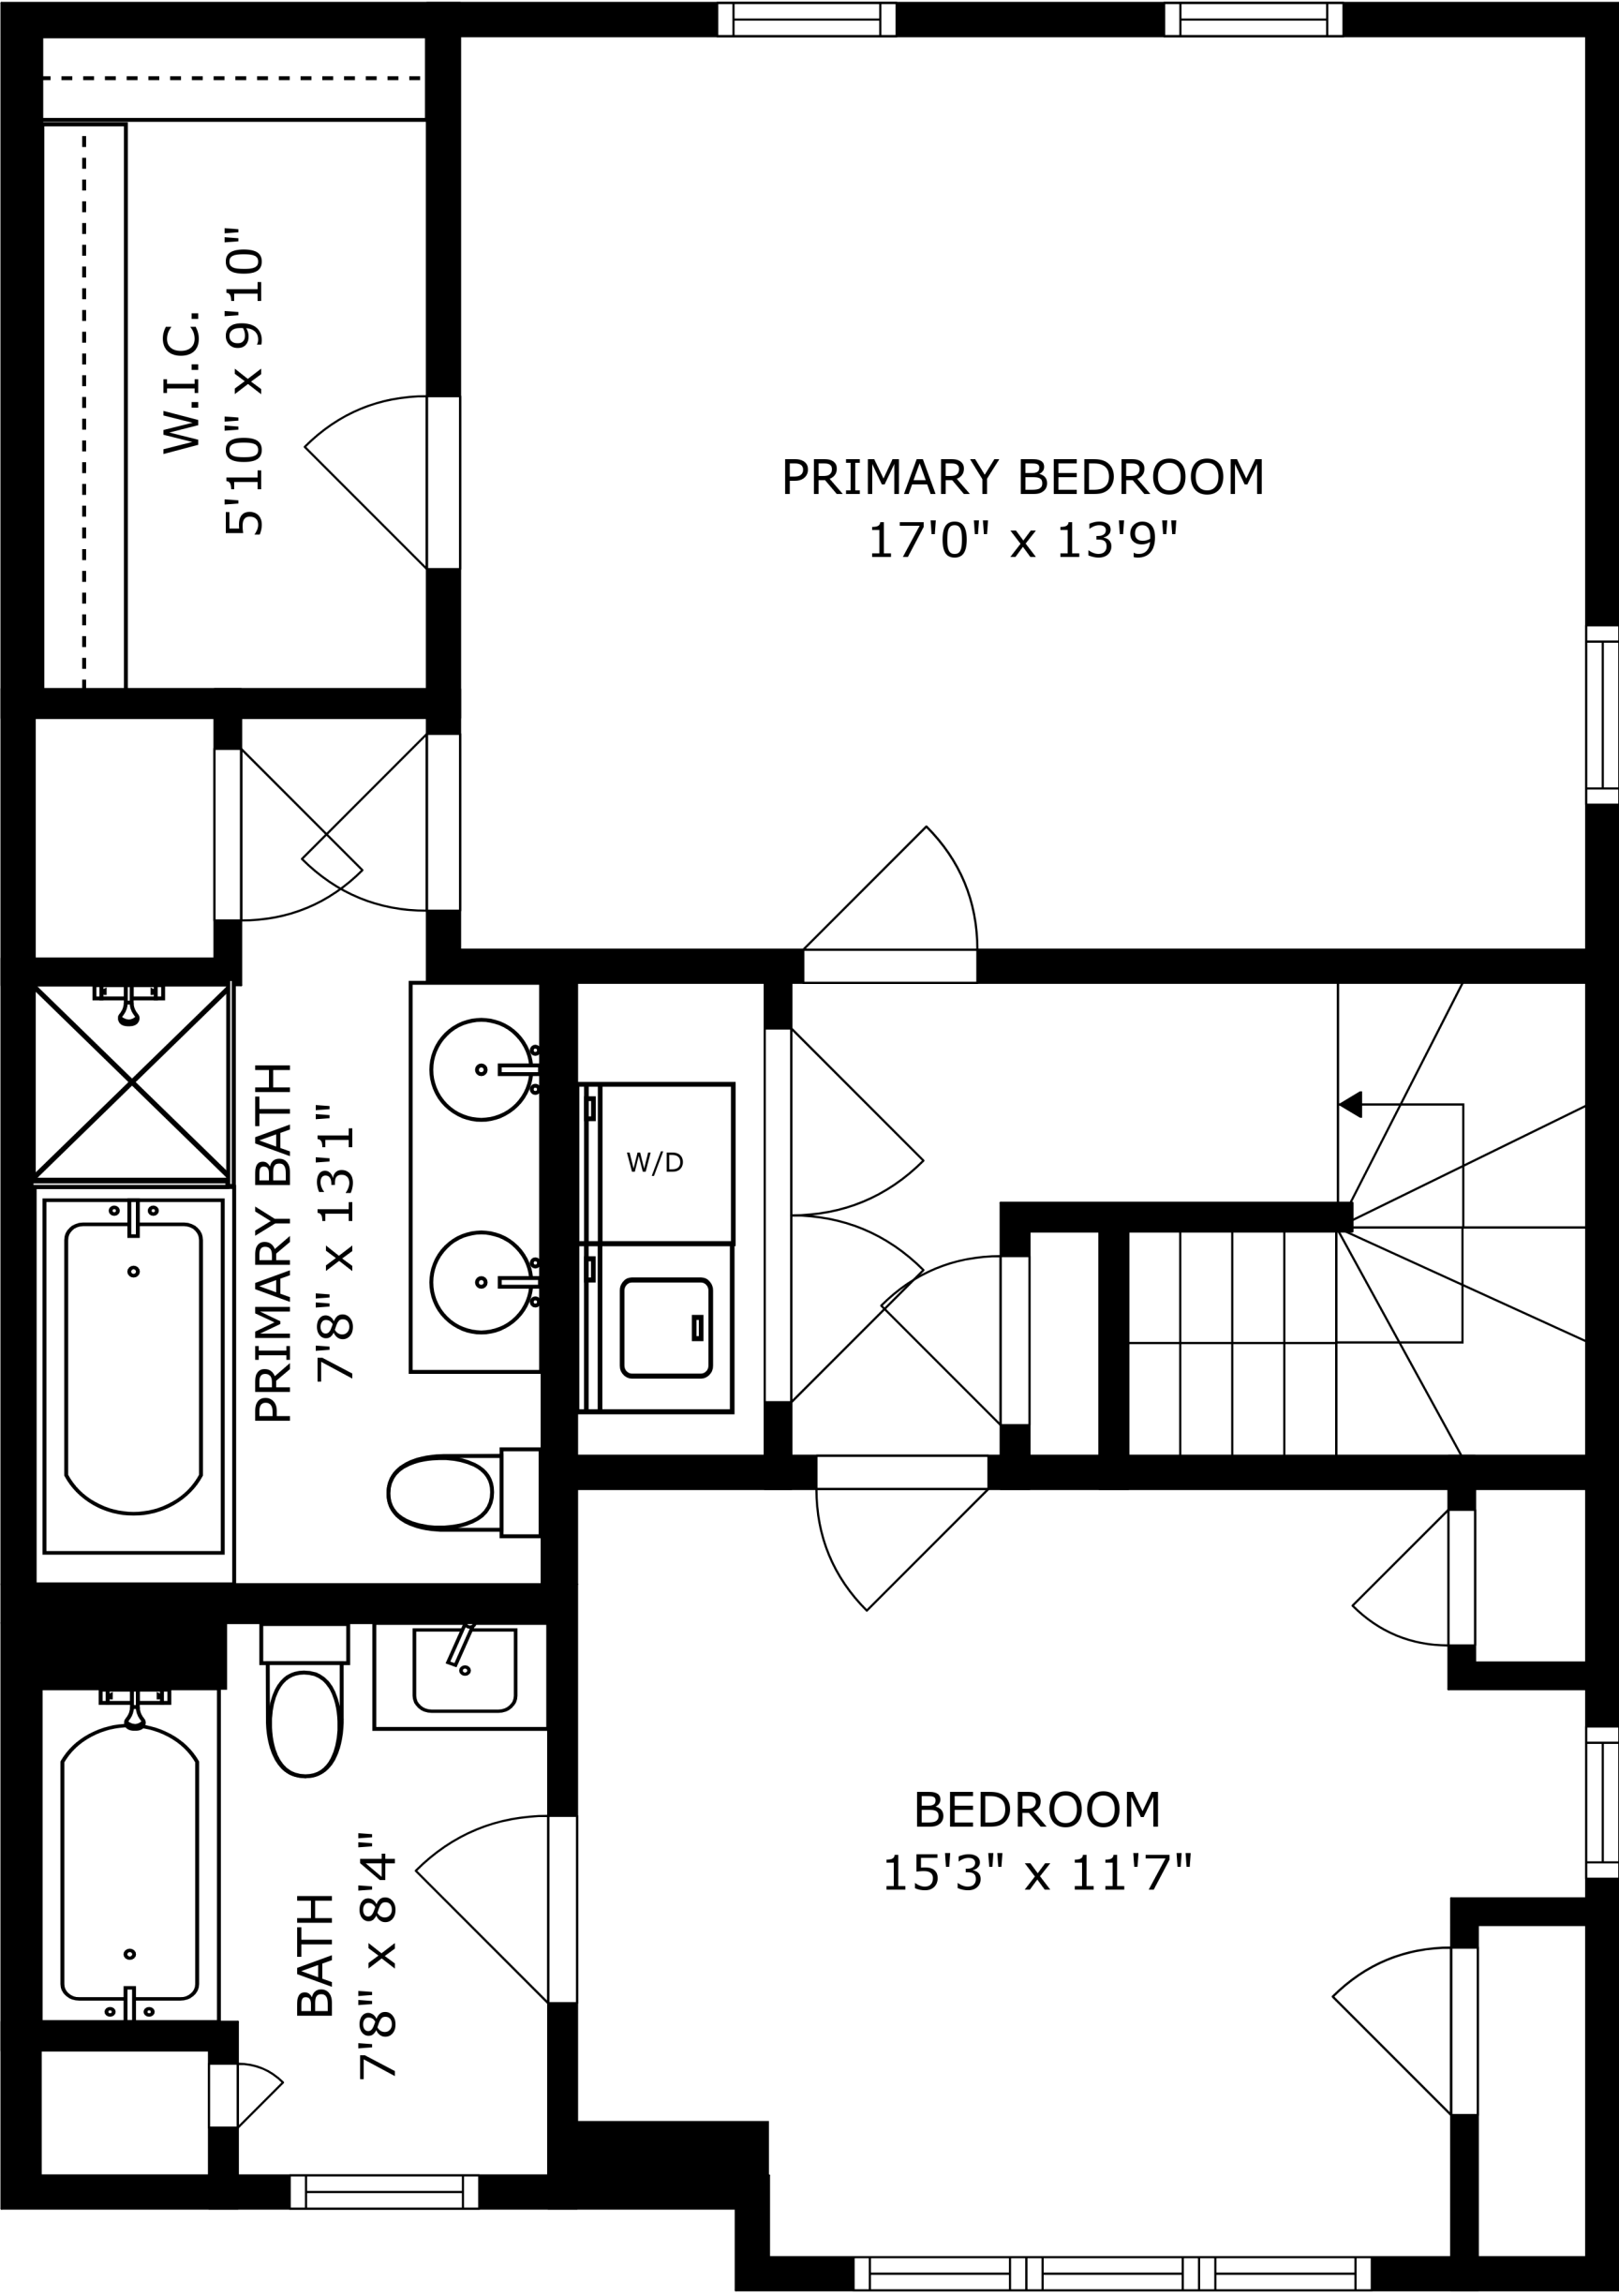 W.I.C.
5'10" x 9'10"
PRIMARY BEDROOM
17'0" x 13'9"
PRIMARY BATH
7'8" x 13'1"
W/D
BEDROOM
15'3" x 11'7"
BATH
7'8" x 8'4"